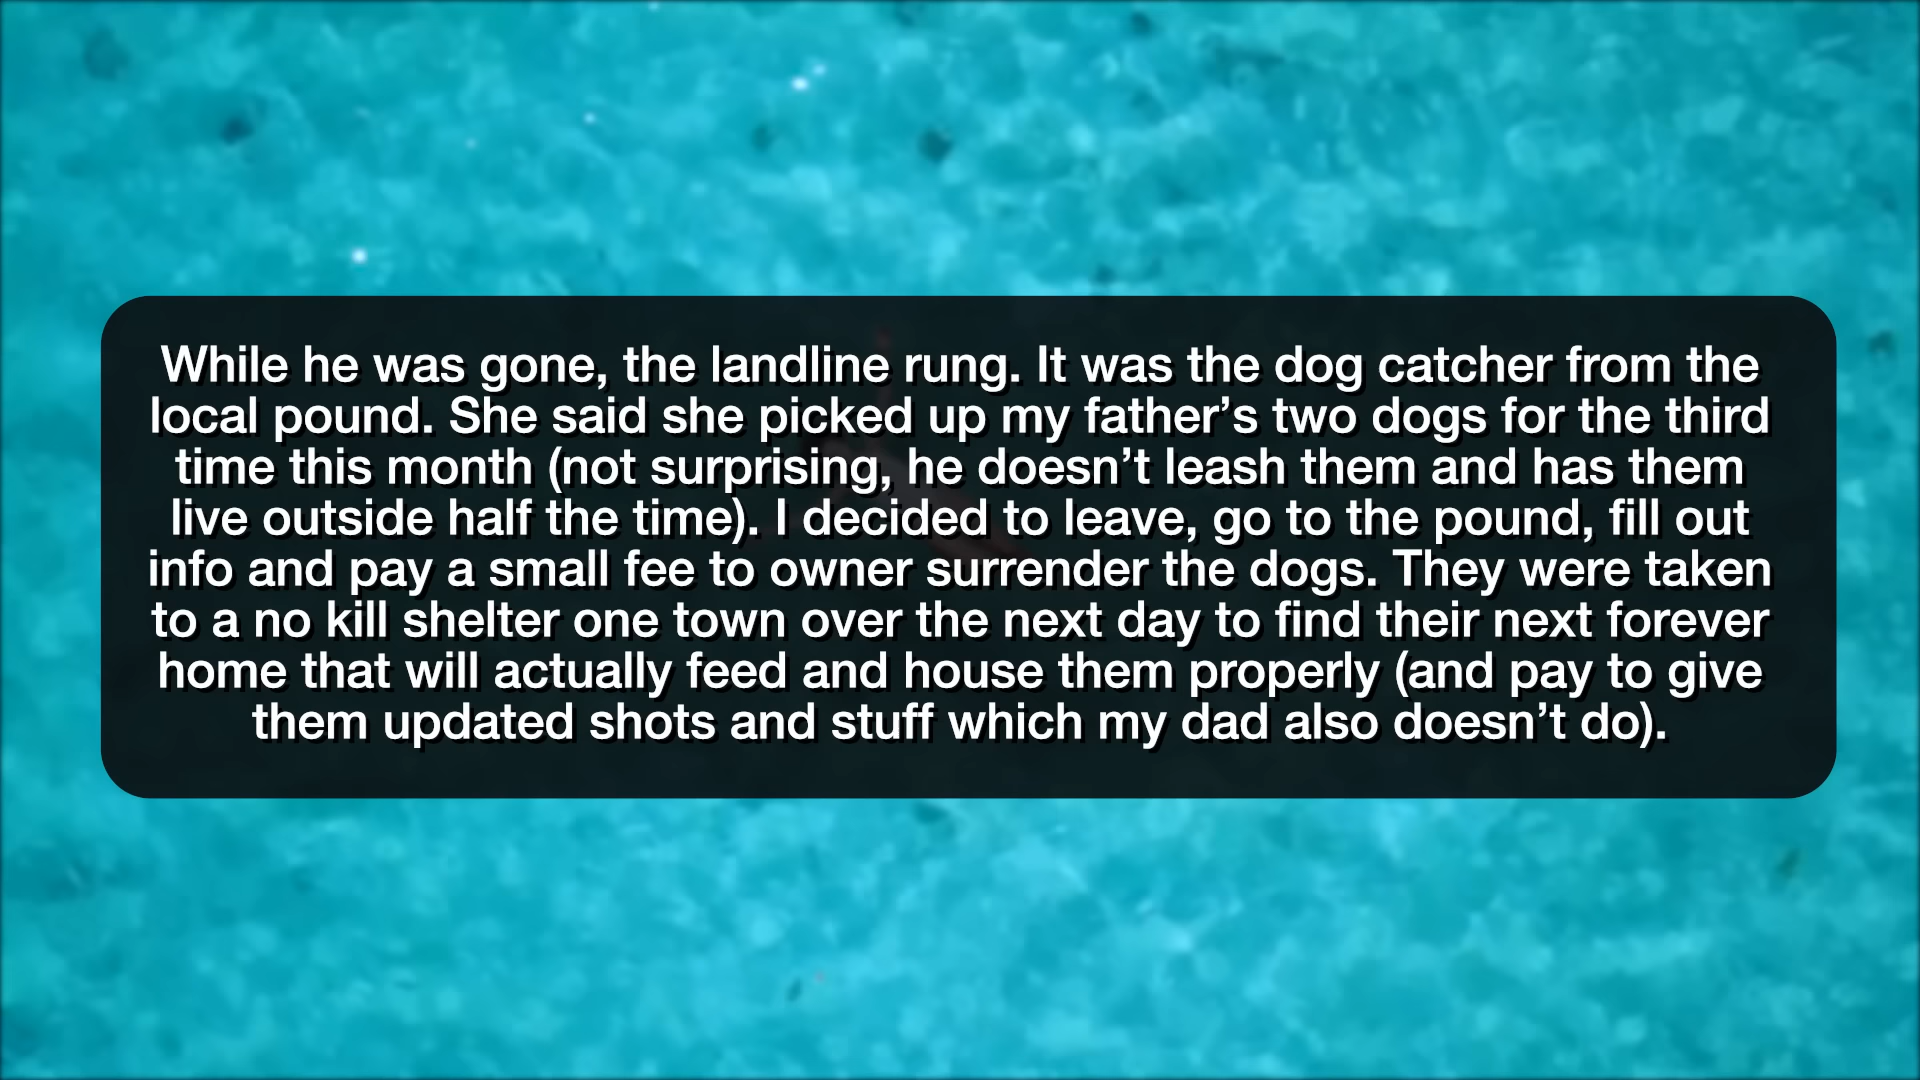 While he was gone, the landline rung. It was the dog catcher from the
local pound. She said she picked up my father’s two dogs for the third
time this month (not surprising, he doesn’t leash them and has them
live outside half the time). I decided to leave, go to the pound, fill out
info and pay a small fee to owner surrender the dogs. They were taken
to a no kill shelter one town over the next day to find their next forever
home that will actually feed and house them properly (and pay to give
them updated shots and stuff which my dad also doesn’t do).